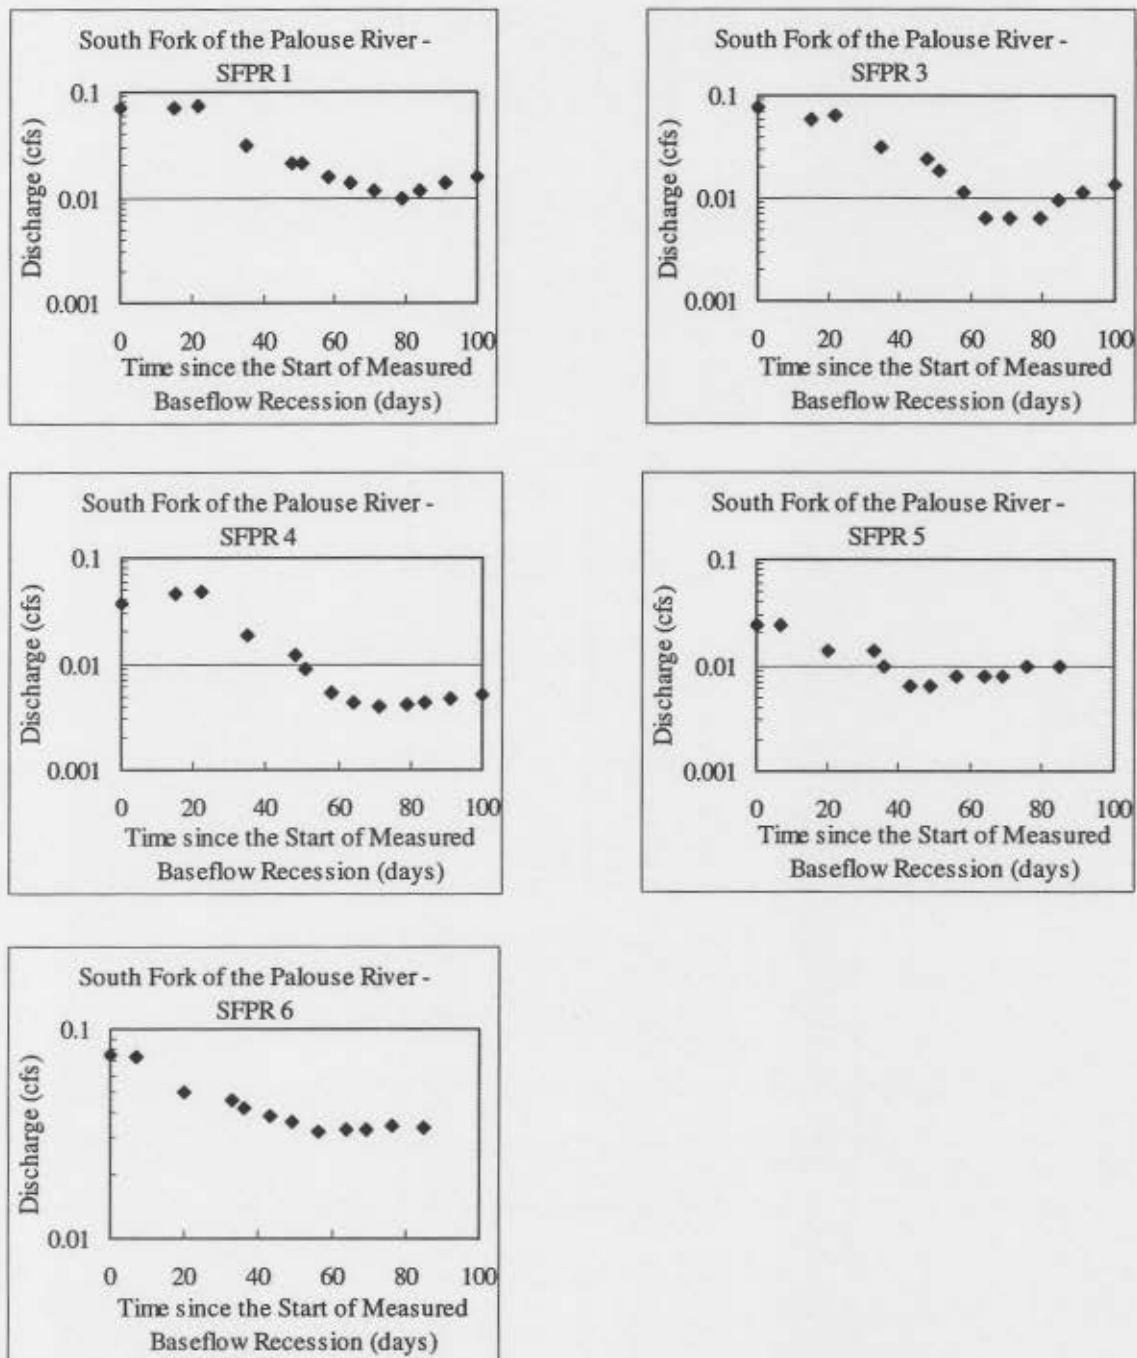 South Fork of the Palouse River -
SFPR 1
Discharge (cfs)
0.1
0.01
0.001
0 20 40 60 80 100
Time since the Start of Measured
Baseflow Recession (days)
South Fork of the Palouse River -
SFPR 3
Discharge (cfs)
0.1
0.01
0.001
0 20 40 60 80 100
Time since the Start of Measured
Baseflow Recession (days)
South Fork of the Palouse River -
SFPR 4
Discharge (cfs)
0.1
0.01
0.001
0 20 40 60 80 100
Time since the Start of Measured
Baseflow Recession (days)
South Fork of the Palouse River -
SFPR 5
Discharge (cfs)
0.1
0.01
0.001
0 20 40 60 80 100
Time since the Start of Measured
Baseflow Recession (days)
South Fork of the Palouse River -
SFPR 6
Discharge (cfs)
0.1
0.01
0 20 40 60 80 100
Time since the Start of Measured
Baseflow Recession (days)